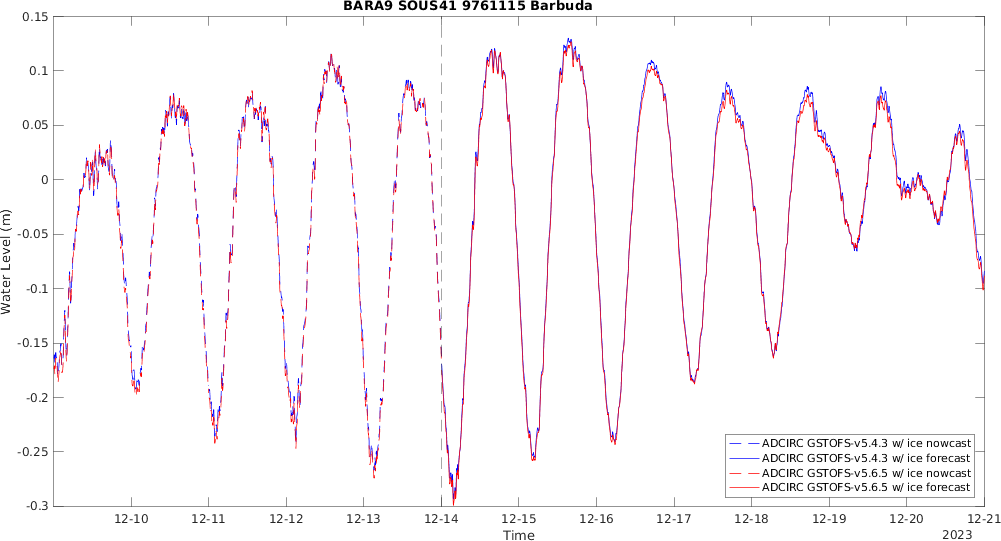 BARA9 SOUS41 9761115 Barbuda
0.15
0.1
0.05
0
-0.05
-0.1
-0.15
-0.2
-0.25
-0.3
Water Level (m)
ADCIRC GSTOFS-v5.4.3 w/ ice nowcast
ADCIRC GSTOFS-v5.4.3 w/ ice forecast
ADCIRC GSTOFS-v5.6.5 w/ ice nowcast
ADCIRC GSTOFS-v5.6.5 w/ ice forecast
12-10 12-11 12-12 12-13 12-14 12-15 12-16 12-17 12-18 12-19 12-20 12-21
Time
2023